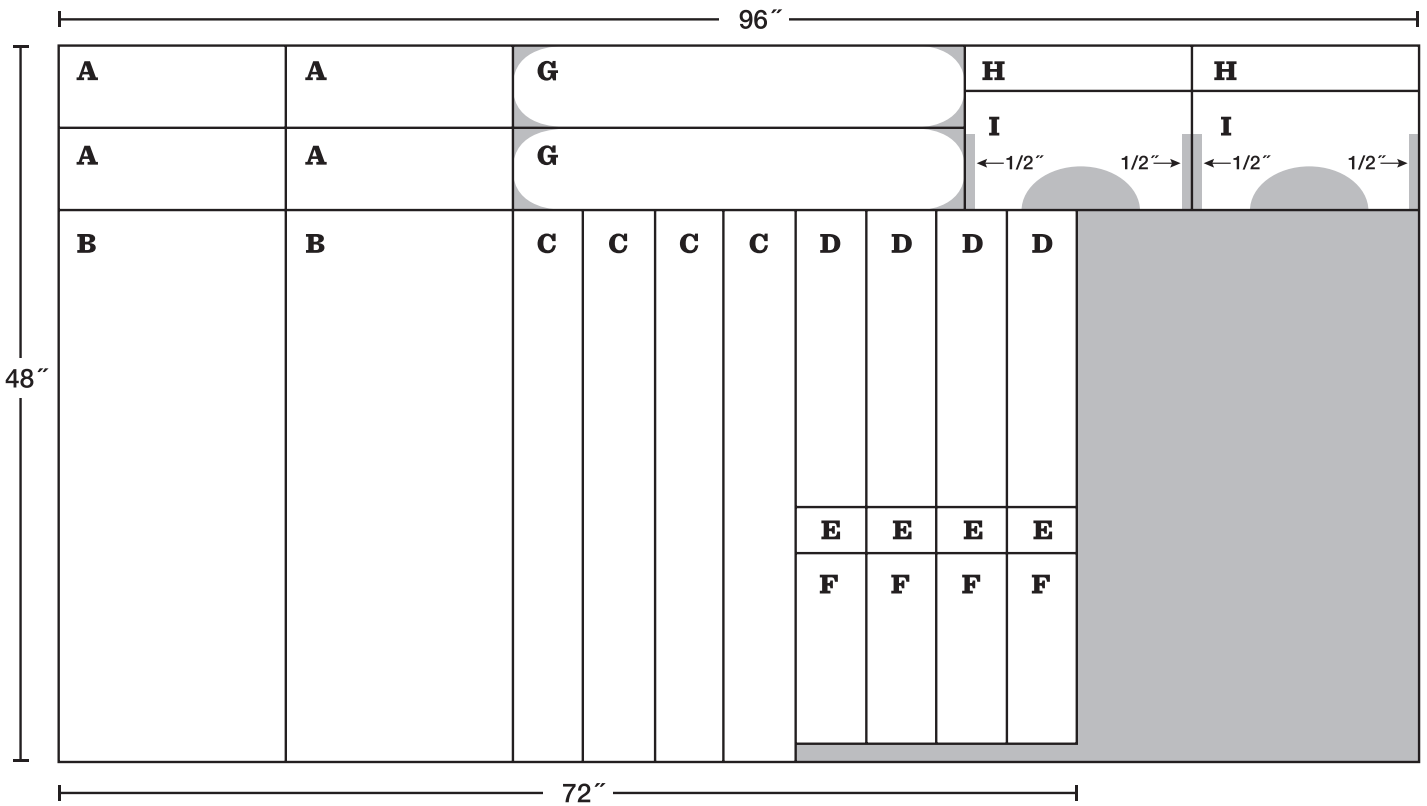 96″
A A G H H
I I
A A G
←1/2″ 1/2″→ ←1/2″ 1/2″→
B B C C C C D D D D
48″
E E E E
F F F F
72″